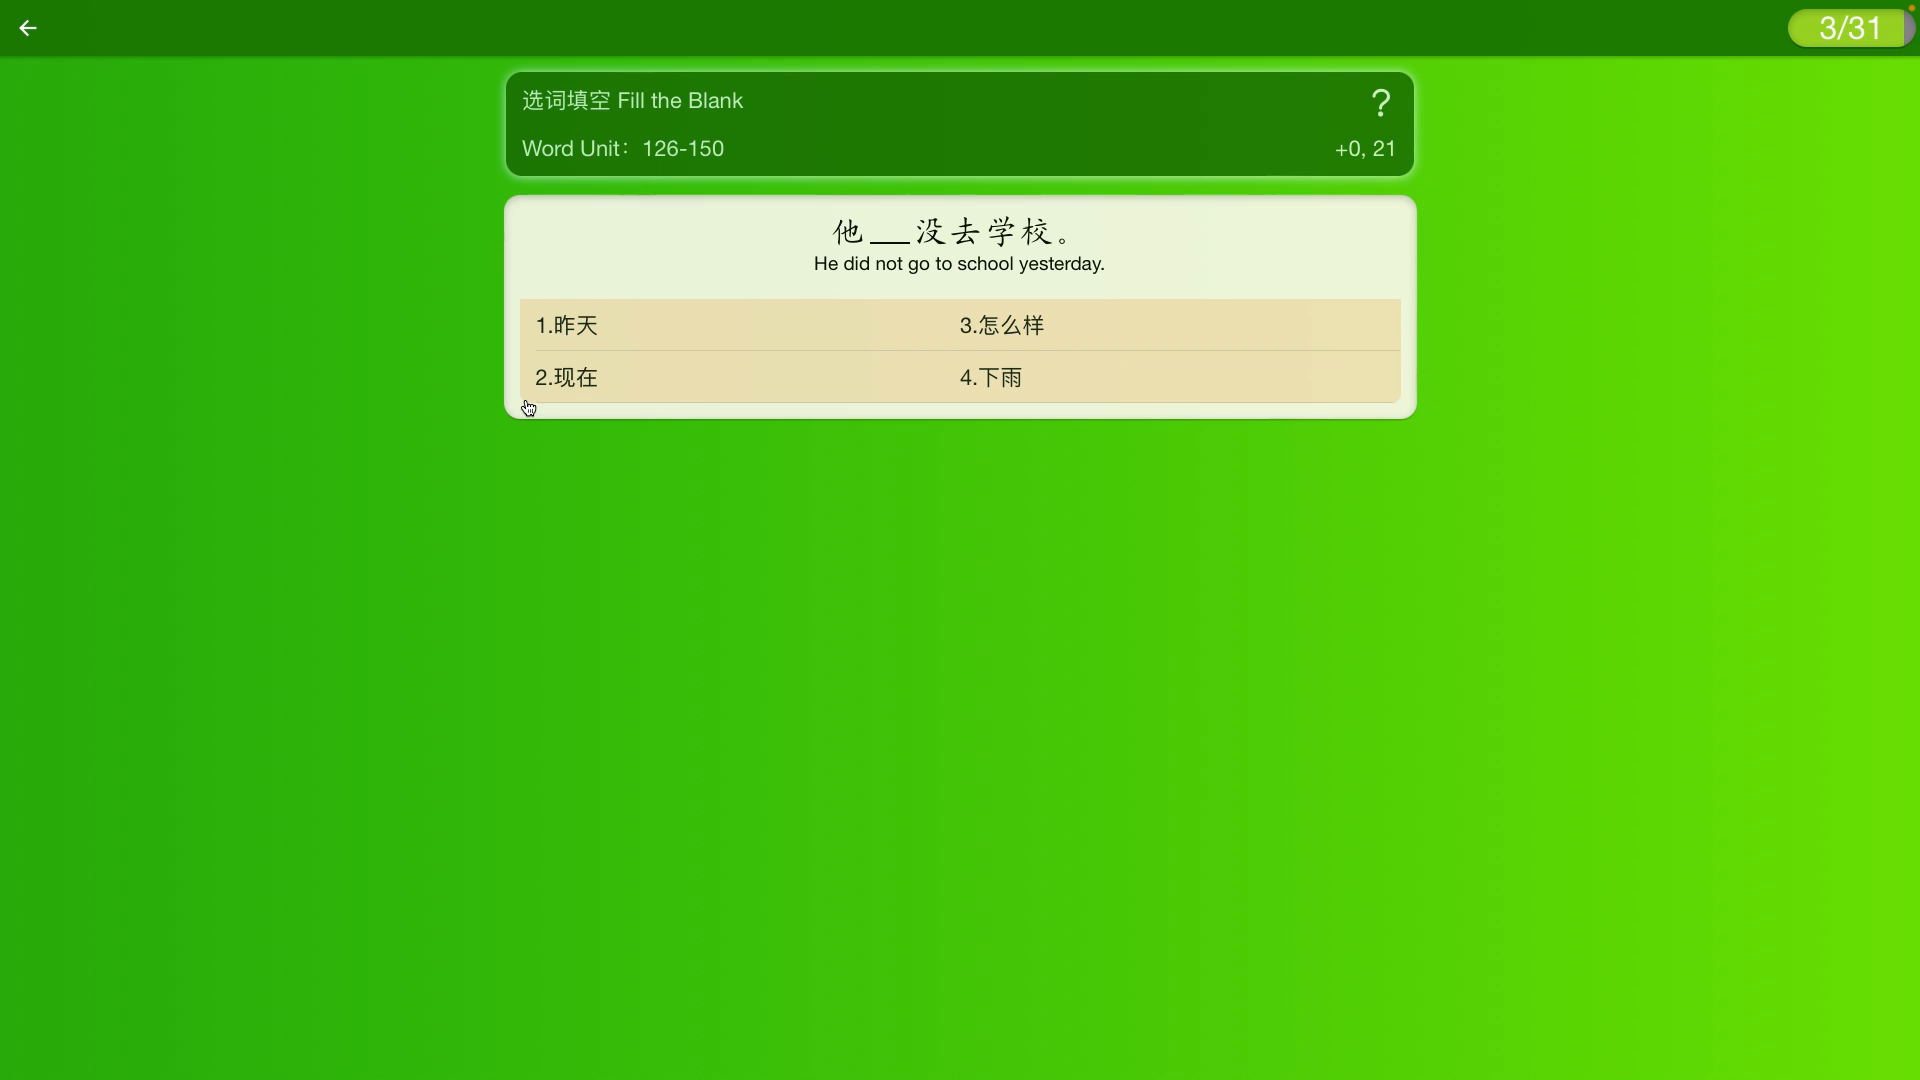 3/31
选词填空 Fill the Blank
?
Word Unit：126-150
+0, 21
他___没去学校。
He did not go to school yesterday.
1.昨天
3.怎么样
2.现在
4.下雨